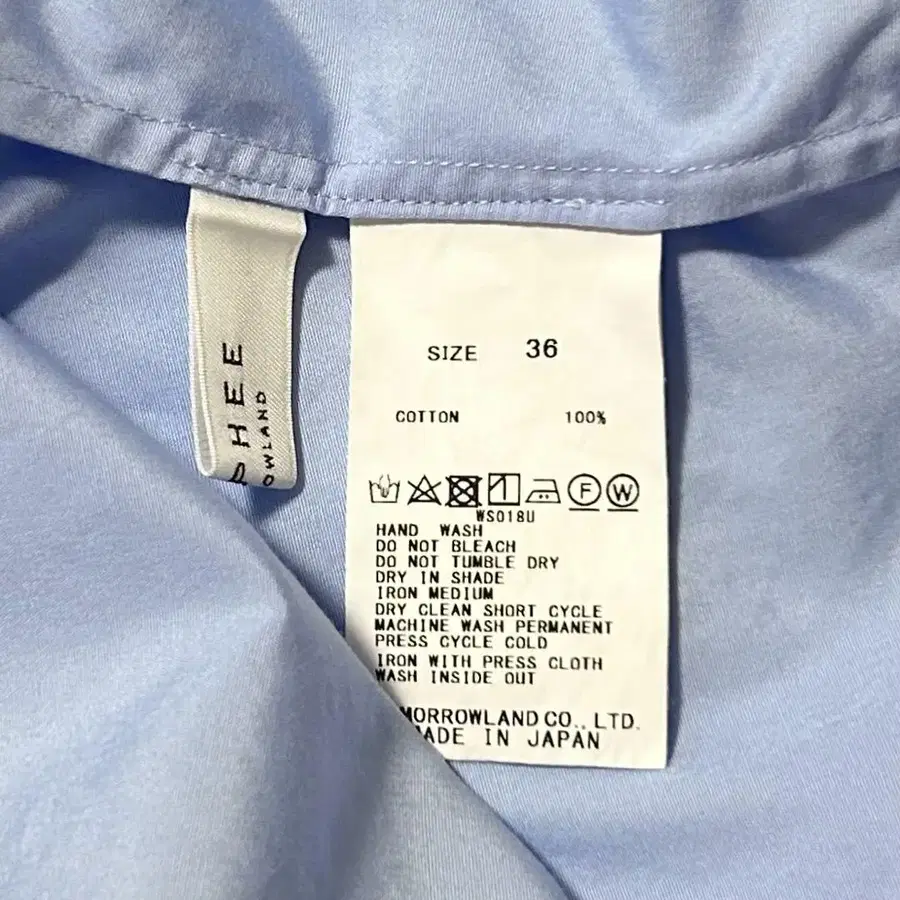 SIZE 36
COTTON 100%
F W
WS018U
HAND WASH
DO NOT BLEACH
DO NOT TUMBLE DRY
DRY IN SHADE
IRON MEDIUM
DRY CLEAN SHORT CYCLE
MACHINE WASH PERMANENT
PRESS CYCLE COLD
IRON WITH PRESS CLOTH
WASH INSIDE OUT
MORROWLAND CO., LTD.
MADE IN JAPAN
PHEE
OWLAND